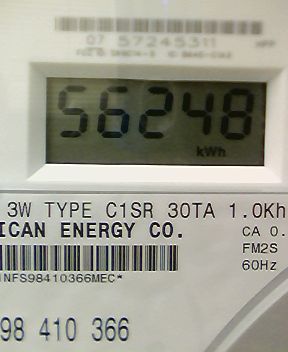 07 57245311
56248
kWh
3W TYPE C1SR 30TA 1.0Kh
ICAN ENERGY CO.
CA 0.
FM2S
60Hz
INFS98410366MEC*
98 410 366